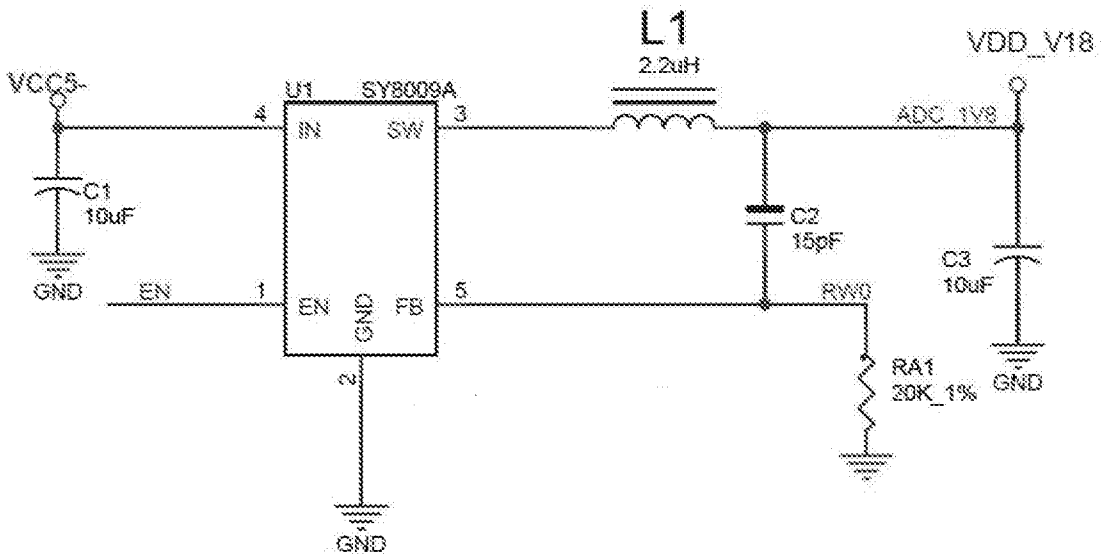 L1
2.2uH
VDD_V18
VCC5-
U1 SY8009A
4 IN SW 3
ADC_1V8
C1
10uF
GND
C2
15pF
C3
10uF
GND
EN 1 EN GND FB 5 RW0
2
RA1
20K_1%
GND